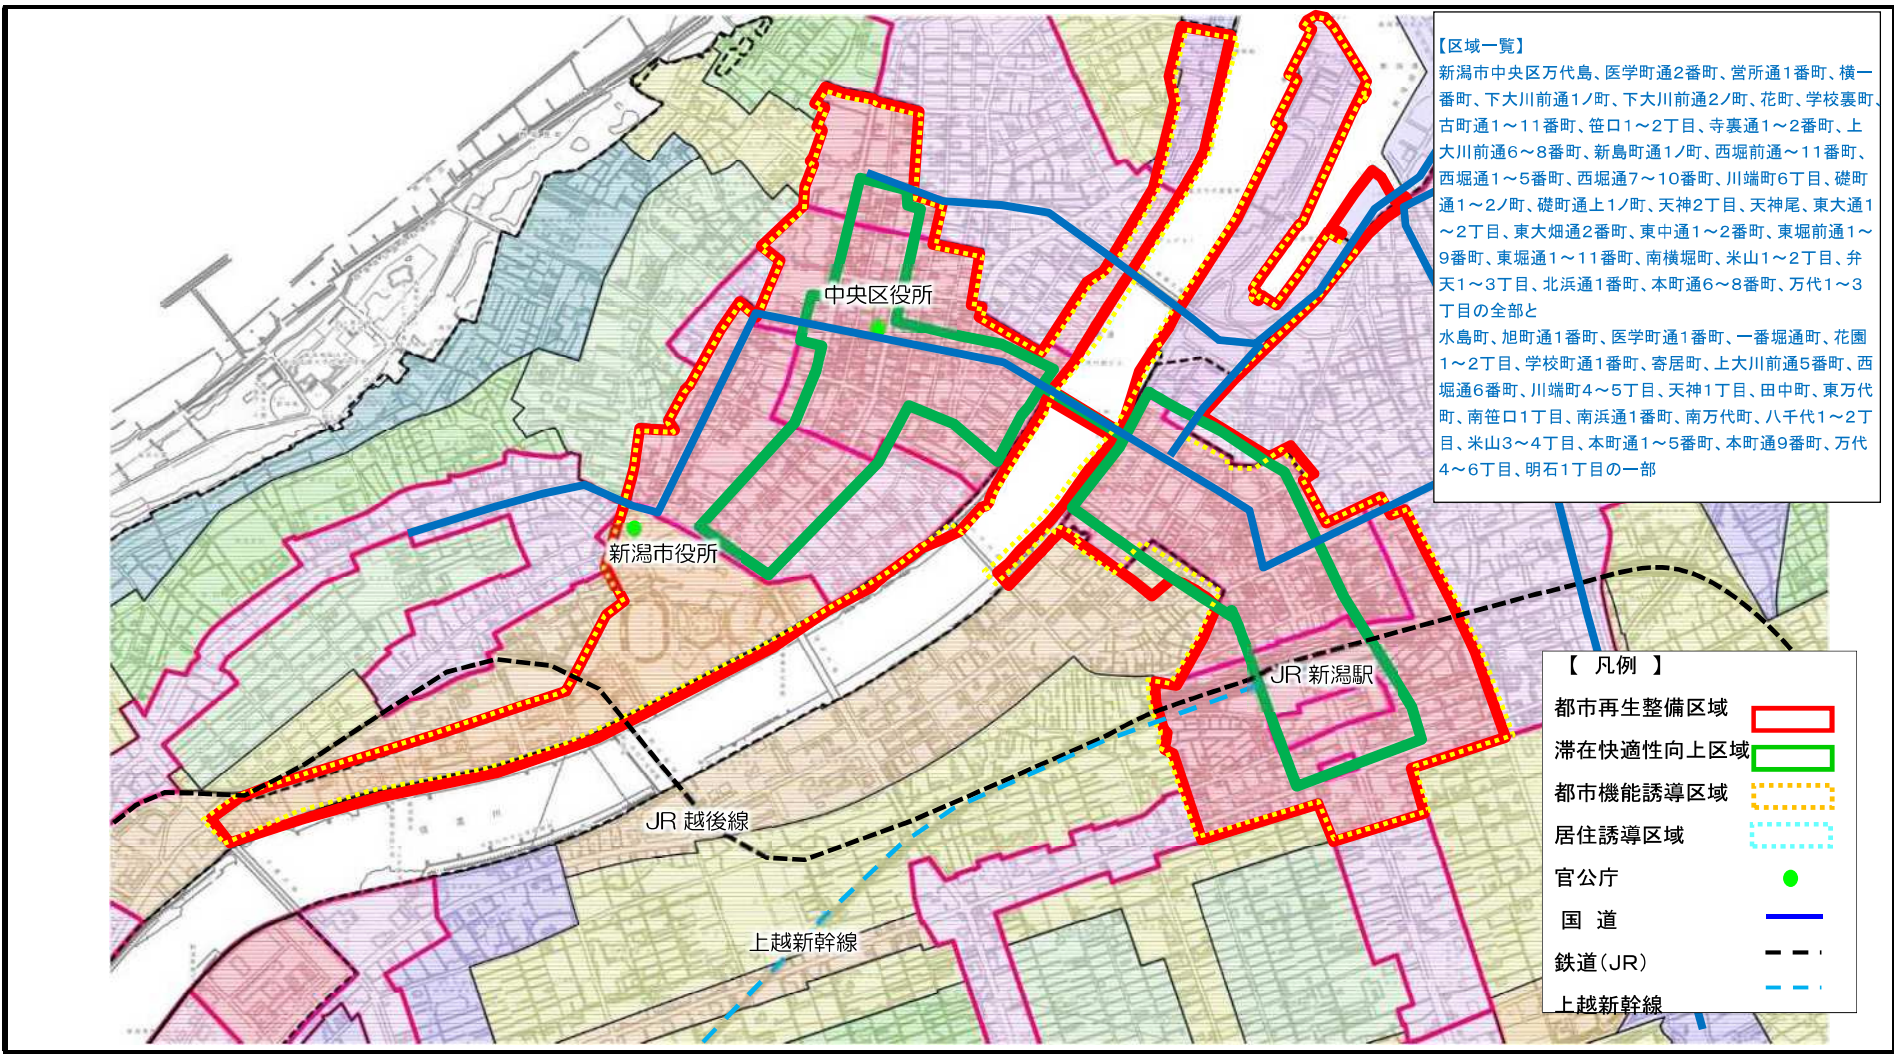 【区域一覧】
新潟市中央区万代島、医学町通2番町、営所通1番町、横一
番町、下大川前通1ノ町、下大川前通2ノ町、花町、学校裏町、
古町通1～11番町、笹口1～2丁目、寺裏通1～2番町、上
大川前通6～8番町、新島町通1ノ町、西堀前通～11番町、
西堀通1～5番町、西堀通7～10番町、川端町6丁目、礎町
通1～2ノ町、礎町通上1ノ町、天神2丁目、天神尾、東大通1
～2丁目、東大畑通2番町、東中通1～2番町、東堀前通1～
9番町、東堀通1～11番町、南横堀町、米山1～2丁目、弁
天1～3丁目、北浜通1番町、本町通6～8番町、万代1～3
丁目の全部と
水島町、旭町通1番町、医学町通1番町、一番堀通町、花園
1～2丁目、学校町通1番町、寄居町、上大川前通5番町、西
堀通6番町、川端町4～5丁目、天神1丁目、田中町、東万代
町、南笹口1丁目、南浜通1番町、南万代町、八千代1～2丁
目、米山3～4丁目、本町通1～5番町、本町通9番町、万代
4～6丁目、明石1丁目の一部
中央区役所
新潟市役所
JR 新潟駅
JR 越後線
上越新幹線
【 凡例 】
都市再生整備区域
滞在快適性向上区域
都市機能誘導区域
居住誘導区域
官公庁
国 道
鉄道(JR)
上越新幹線